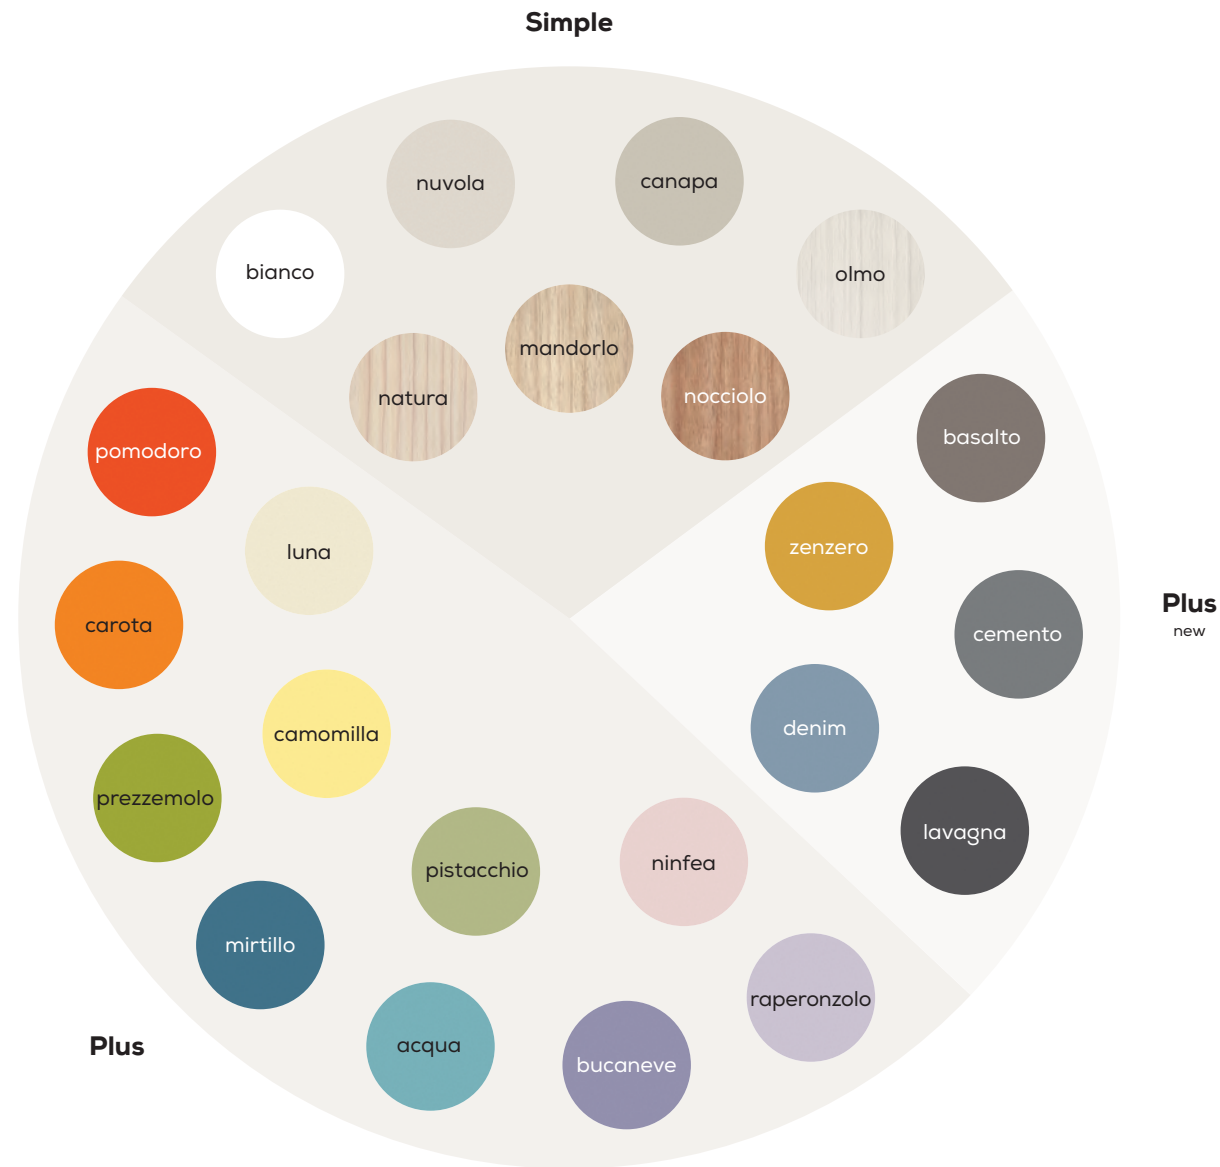 Simple
nuvola
canapa
bianco
olmo
mandorlo
natura
nocciolo
pomodoro
basalto
luna
zenzero
carota
Plus
new
cemento
camomilla
denim
prezzemolo
lavagna
pistacchio
ninfea
mirtillo
raperonzolo
Plus
acqua
bucaneve